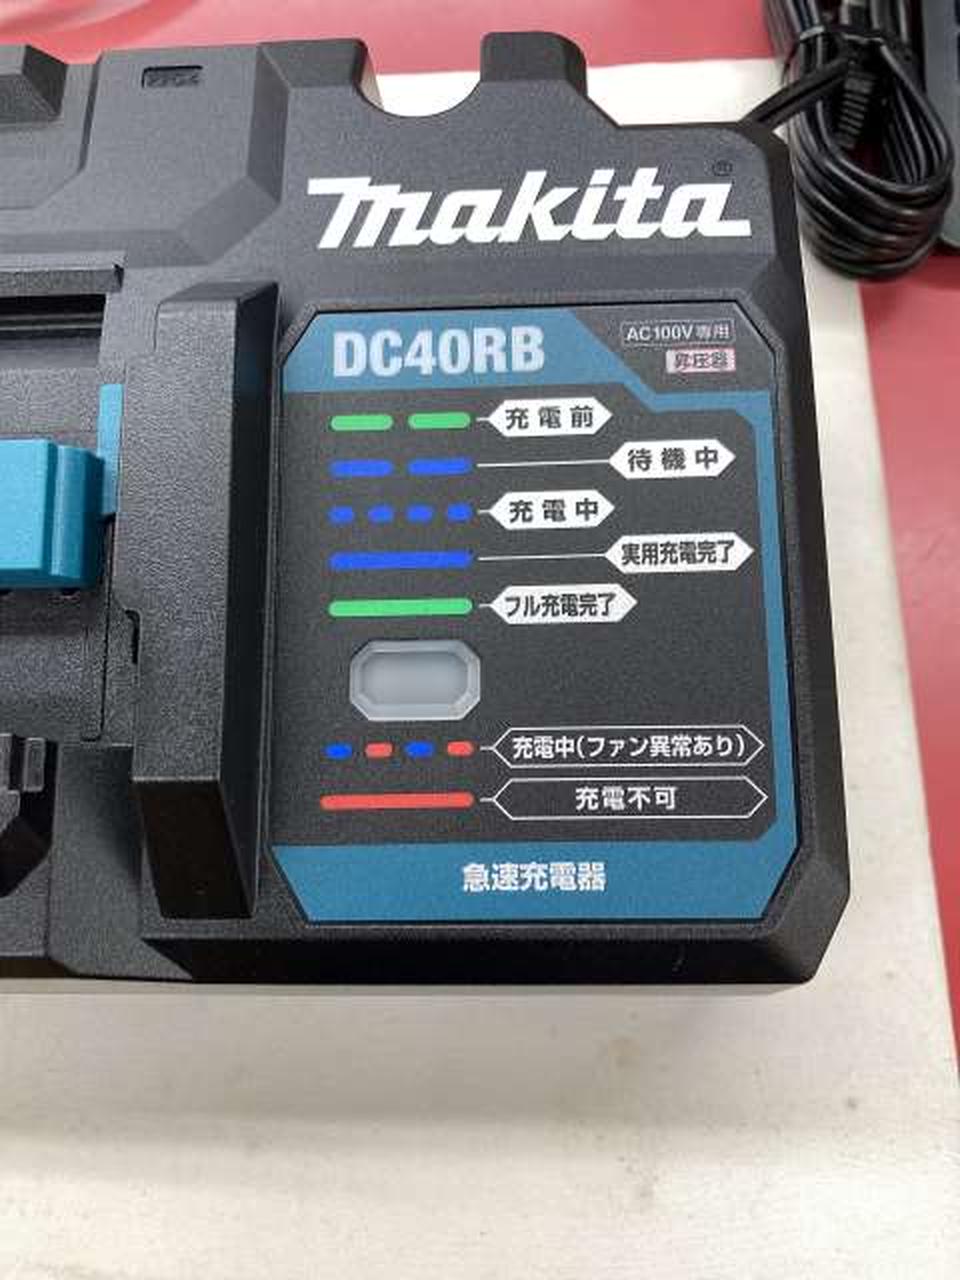 makita®
DC40RB
AC100V専用
昇圧器
充電前
待機中
充電中
実用充電完了
フル充電完了
充電中(ファン異常あり)
充電不可
急速充電器